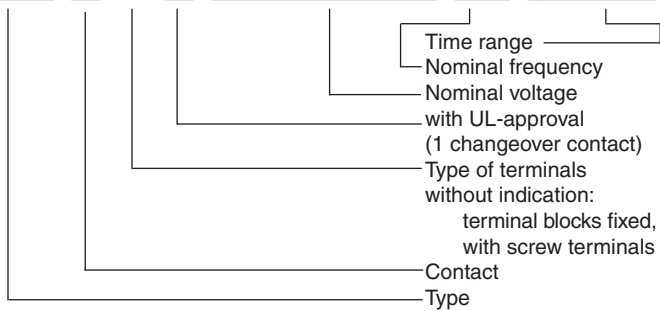 Time range
Nominal frequency
Nominal voltage
with UL-approval
(1 changeover contact)
Type of terminals
without indication:
terminal blocks fixed,
with screw terminals
Contact
Type